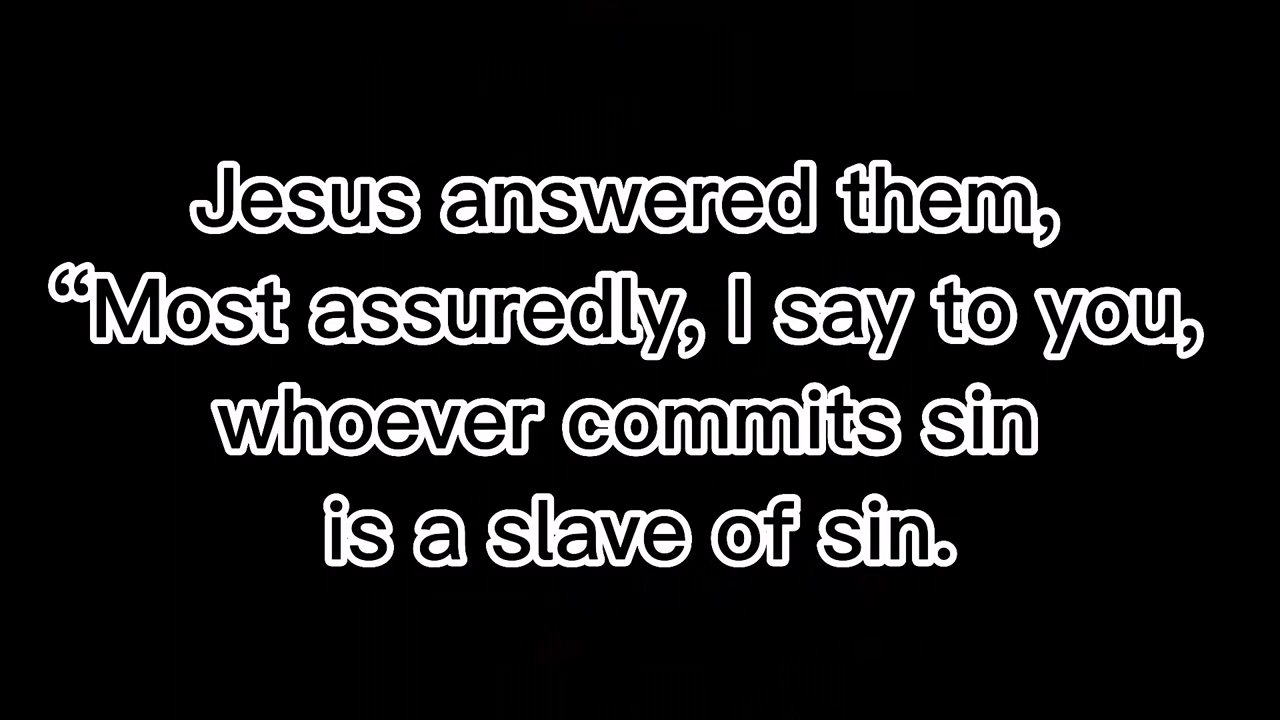 Jesus answered them,
“Most assuredly, I say to you,
whoever commits sin
is a slave of sin.